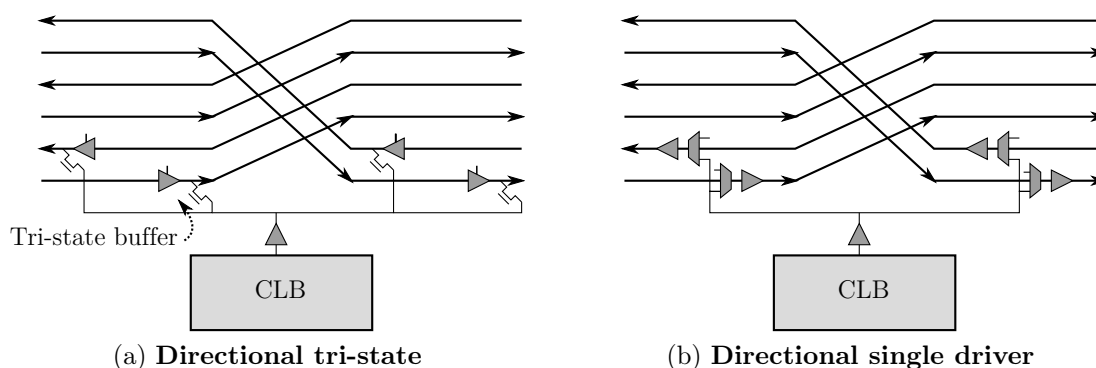 Tri-state buffer
CLB
CLB
(a) Directional tri-state
(b) Directional single driver